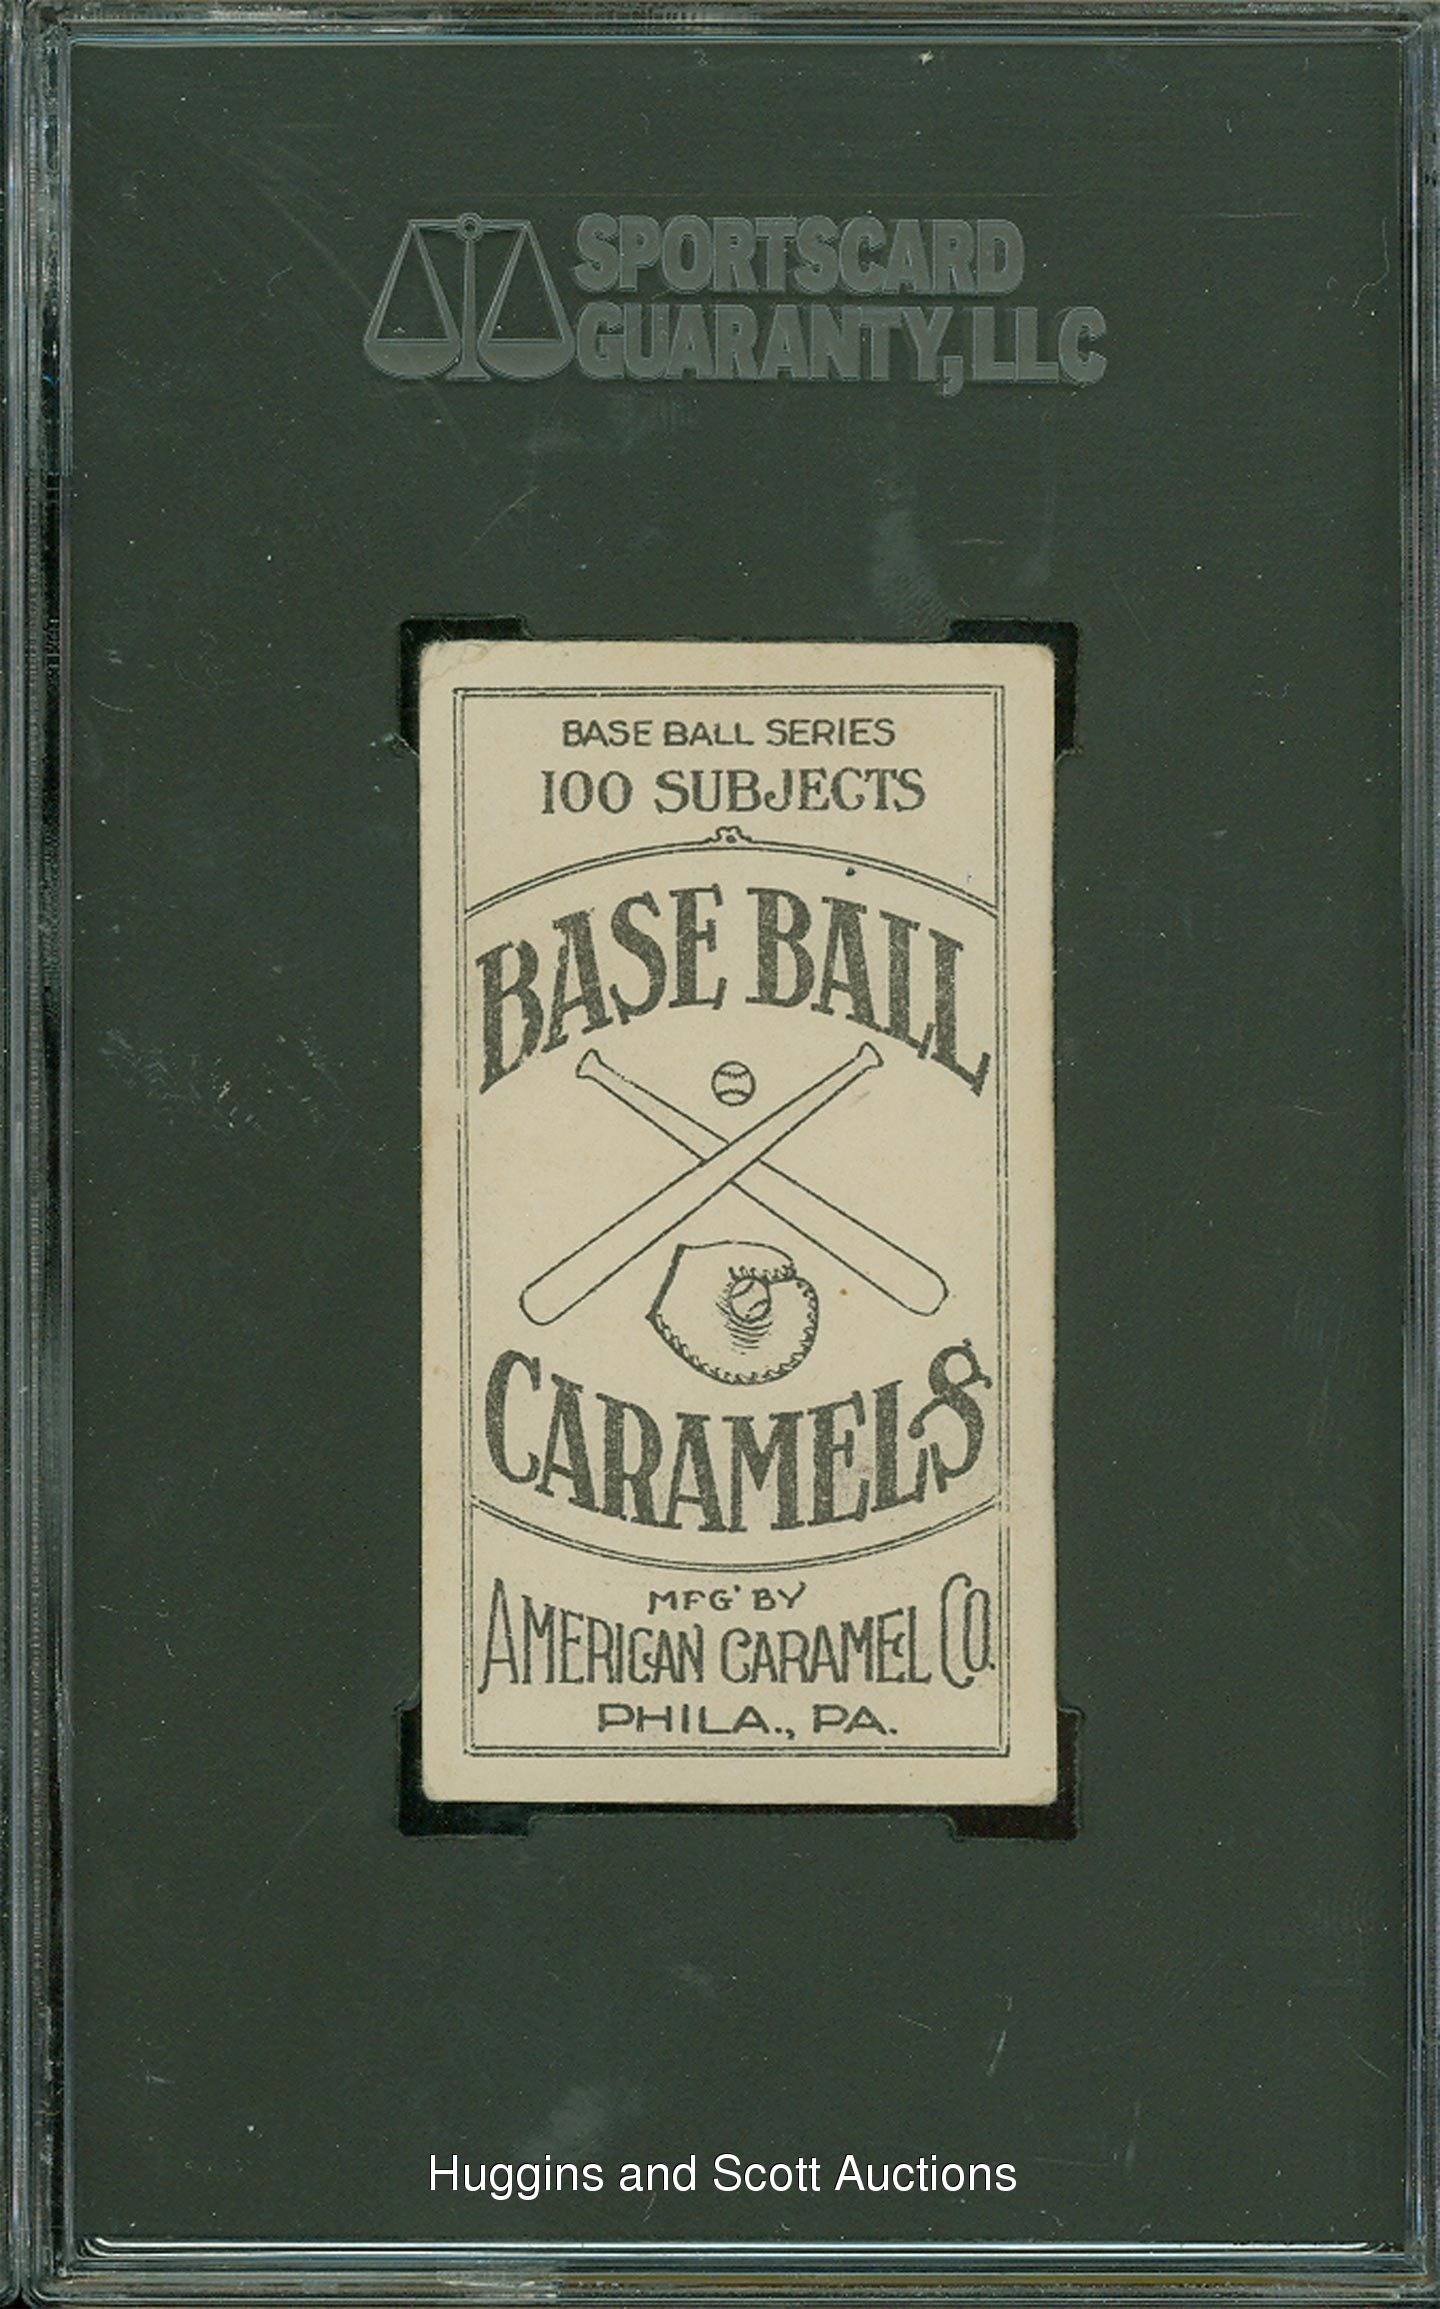 SPORTSCARD
GUARANTY, LLC
BASE BALL SERIES
100 SUBJECTS
BASE BALL
CARAMELS
MFG' BY
AMERICAN CARAMEL CO.
PHILA., PA.
Huggins and Scott Auctions